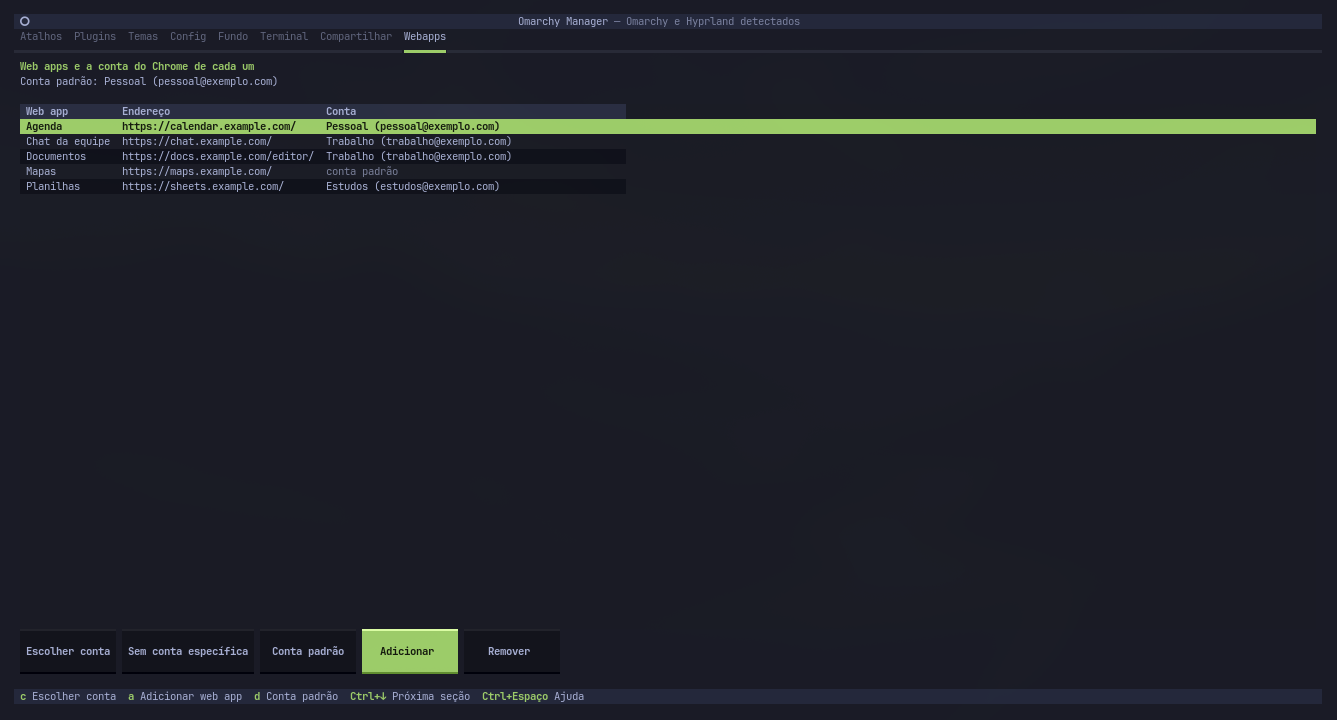 Omarchy Manager — Omarchy e Hyprland detectados
Atalhos Plugins Temas Config Fundo Terminal Compartilhar Webapps
Web apps e a conta do Chrome de cada um
Conta padrão: Pessoal (pessoal@exemplo.com)
Web app Endereço Conta
Agenda https://calendar.example.com/ Pessoal (pessoal@exemplo.com)
Chat da equipe https://chat.example.com/ Trabalho (trabalho@exemplo.com)
Documentos https://docs.example.com/editor/ Trabalho (trabalho@exemplo.com)
Mapas https://maps.example.com/ conta padrão
Planilhas https://sheets.example.com/ Estudos (estudos@exemplo.com)
Escolher conta Sem conta específica Conta padrão Adicionar Remover
c Escolher conta a Adicionar web app d Conta padrão Ctrl+↓ Próxima seção Ctrl+Espaço Ajuda